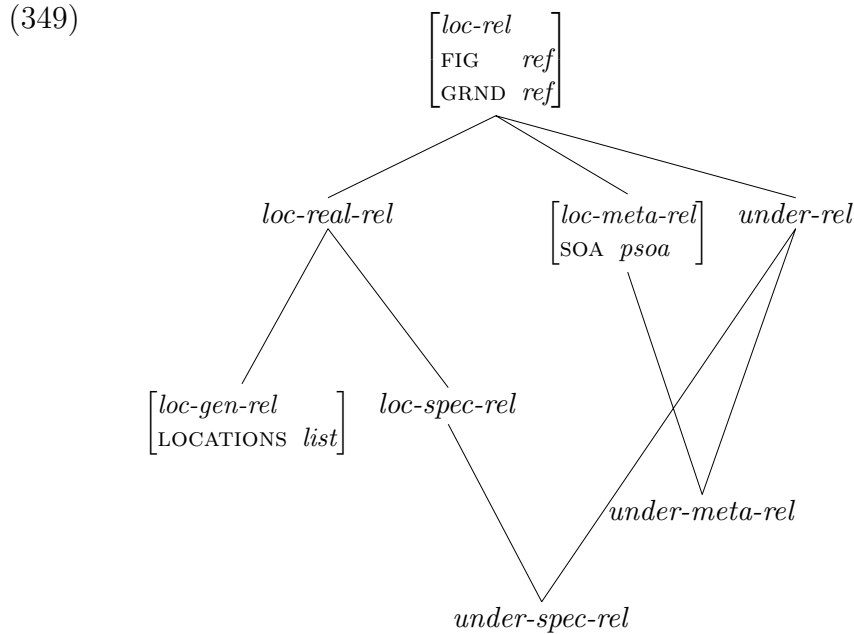 (349)
loc-rel
FIG ref
GRND ref
loc-real-rel
loc-meta-rel
SOA psoa
under-rel
loc-gen-rel
LOCATIONS list
loc-spec-rel
under-meta-rel
under-spec-rel